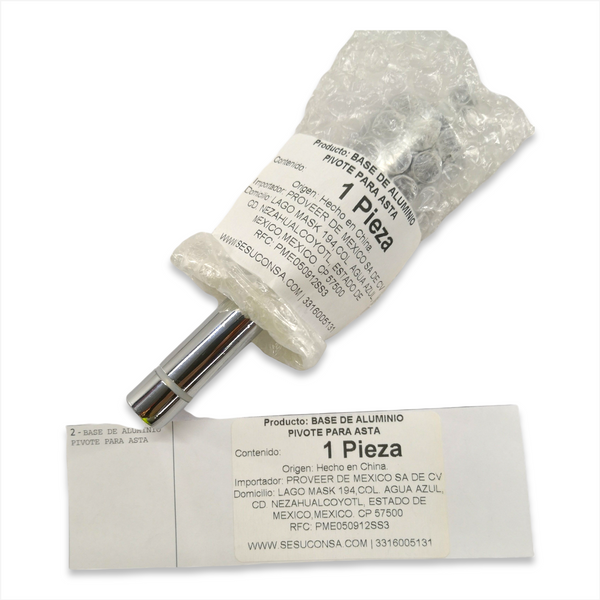 Producto: BASE DE ALUMINIO
PIVOTE PARA ASTA
Contenido: 1 Pieza
Origen: Hecho en China.
Importador: PROVEER DE MEXICO SA DE CV
Domicilio: LAGO MASK 194,COL. AGUA AZUL,
CD. NEZAHUALCOYOTL, ESTADO DE
MEXICO,MEXICO. CP 57500
RFC: PME050912SS3
WWW.SESUCONSA.COM | 3316005131
2 - BASE DE ALUMINIO
PIVOTE PARA ASTA
Producto: BASE DE ALUMINIO
PIVOTE PARA ASTA
Contenido: 1 Pieza
Origen: Hecho en China.
Importador: PROVEER DE MEXICO SA DE CV
Domicilio: LAGO MASK 194,COL. AGUA AZUL,
CD NEZAHUALCOYOTL, ESTADO DE
MEXICO,MEXICO. CP 57500
RFC: PME050912SS3
WWW.SESUCONSA.COM | 3316005131